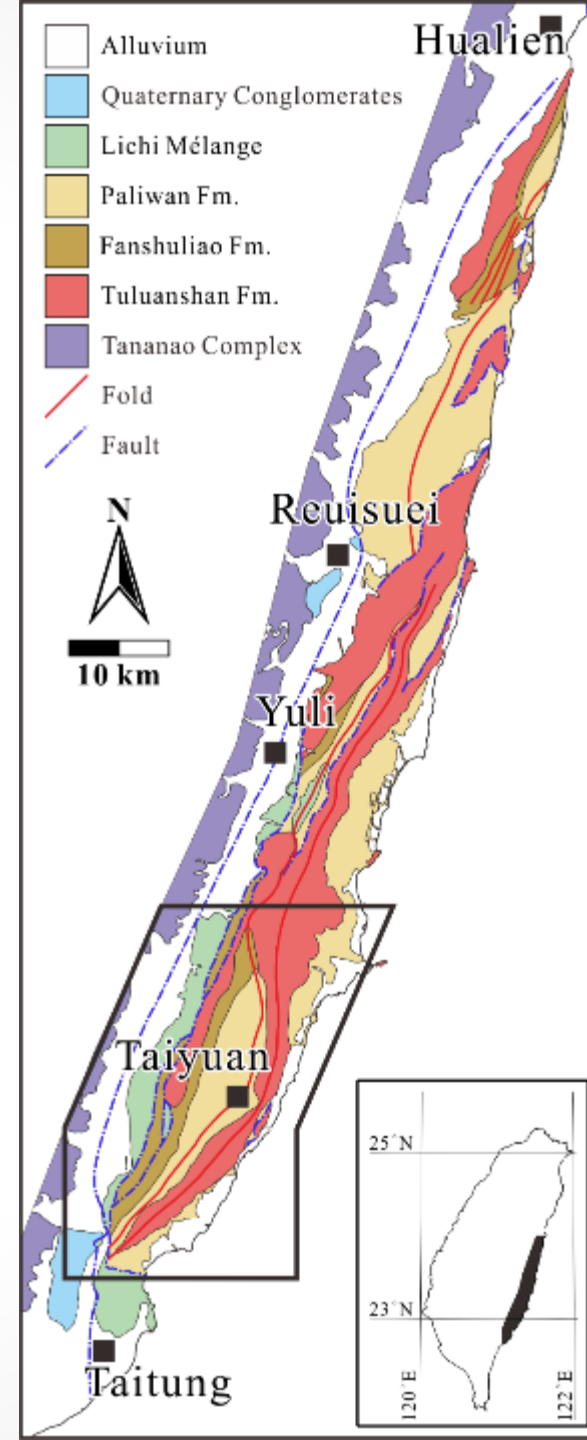 Hualien
Alluvium
Quaternary Conglomerates
Lichi Mélange
Paliwan Fm.
Fanshuliao Fm.
Tuluanshan Fm.
Tananao Complex
Fold
Fault
N
10 km
Reuisuei
Yuli
Taiyuan
Taitung
25°N
23°N
120°E
122°E